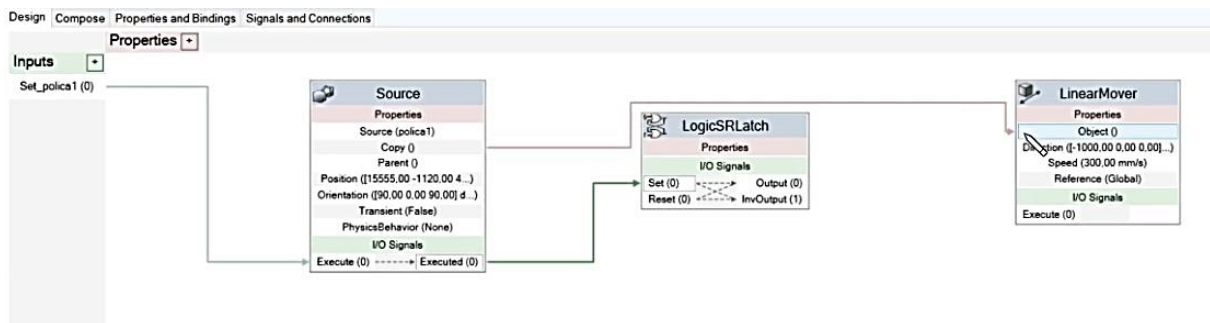 Design Compose Properties and Bindings Signals and Connections
Properties +
Inputs +
Set_polica1 (0)
Source
Properties
Source (polica1)
Copy ()
Parent ()
Position ([15555,00 -1120,00 4...)
Orientation ([90,00 0,00 90,00] d...)
Transient (False)
PhysicsBehavior (None)
I/O Signals
Execute (0) Executed (0)
LogicSRLatch
Properties
I/O Signals
Set (0) Output (0)
Reset (0) InvOutput (1)
LinearMover
Properties
Object ()
([-1000,00 0,00 0,00]...)
Speed (300,00 mm/s)
Reference (Global)
I/O Signals
Execute (0)